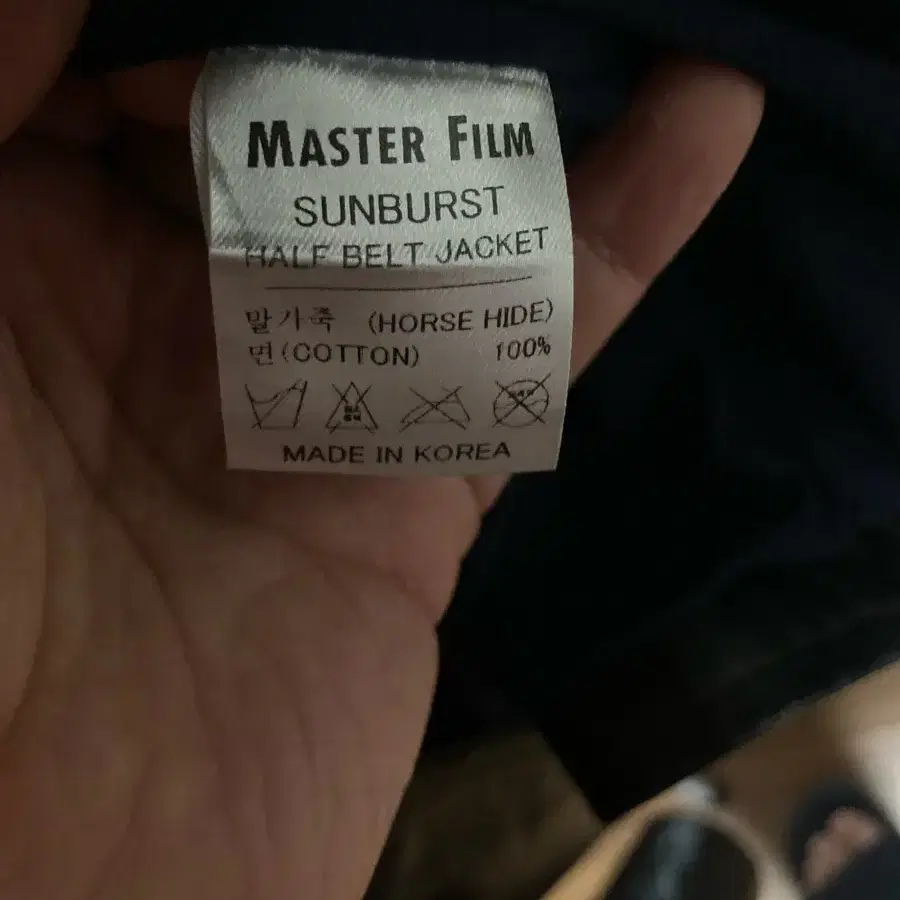 MASTER FILM
SUNBURST
HALF BELT JACKET
말가죽 (HORSE HIDE)
면(COTTON) 100%
MADE IN KOREA